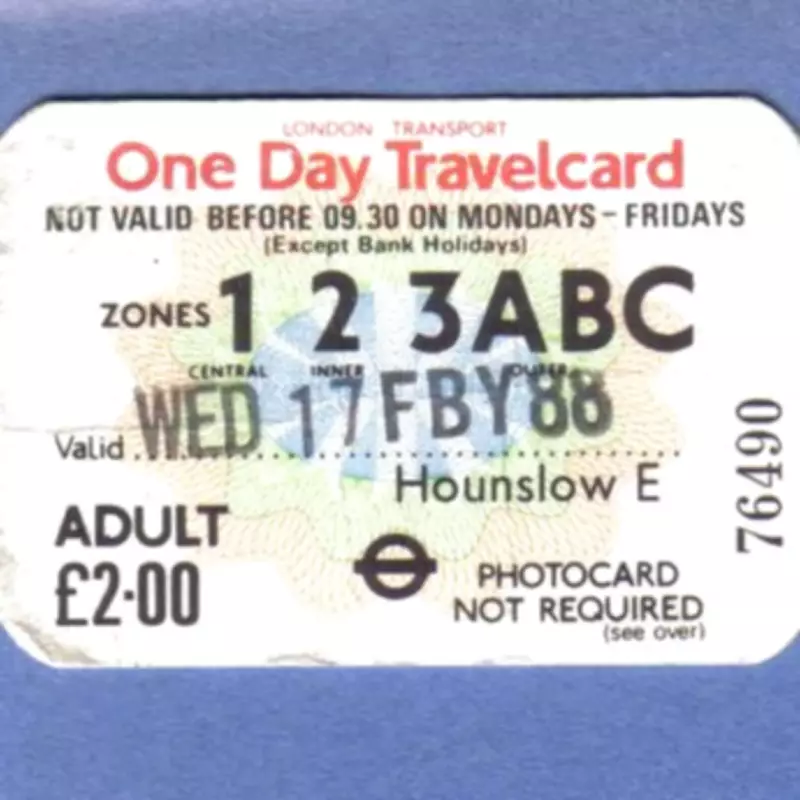 LONDON TRANSPORT
One Day Travelcard
NOT VALID BEFORE 09.30 ON MONDAYS – FRIDAYS
(Except Bank Holidays)
ZONES 1 2 3ABC
CENTRAL INNER OUTER
Valid WED 17 FBY 88
Hounslow E
76490
ADULT
£2·00
PHOTOCARD
NOT REQUIRED
(see over)